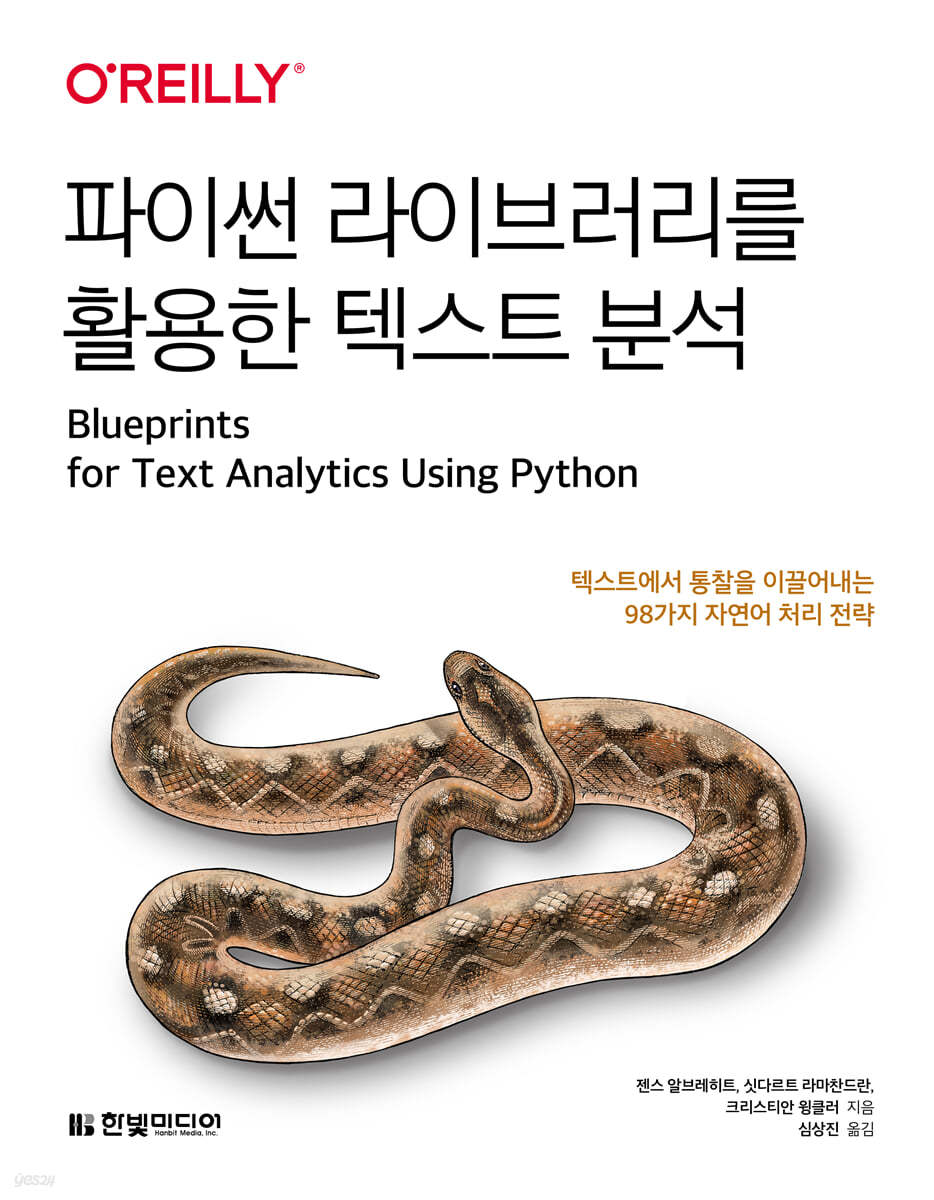 O'REILLY®
파이썬 라이브러리를
활용한 텍스트 분석
Blueprints
for Text Analytics Using Python
텍스트에서 통찰을 이끌어내는
98가지 자연어 처리 전략
젠스 알브레히트, 싯다르트 라마찬드란,
크리스티안 윙클러 지음
심상진 옮김
한빛미디어
Hanbit Media, Inc.
yes24